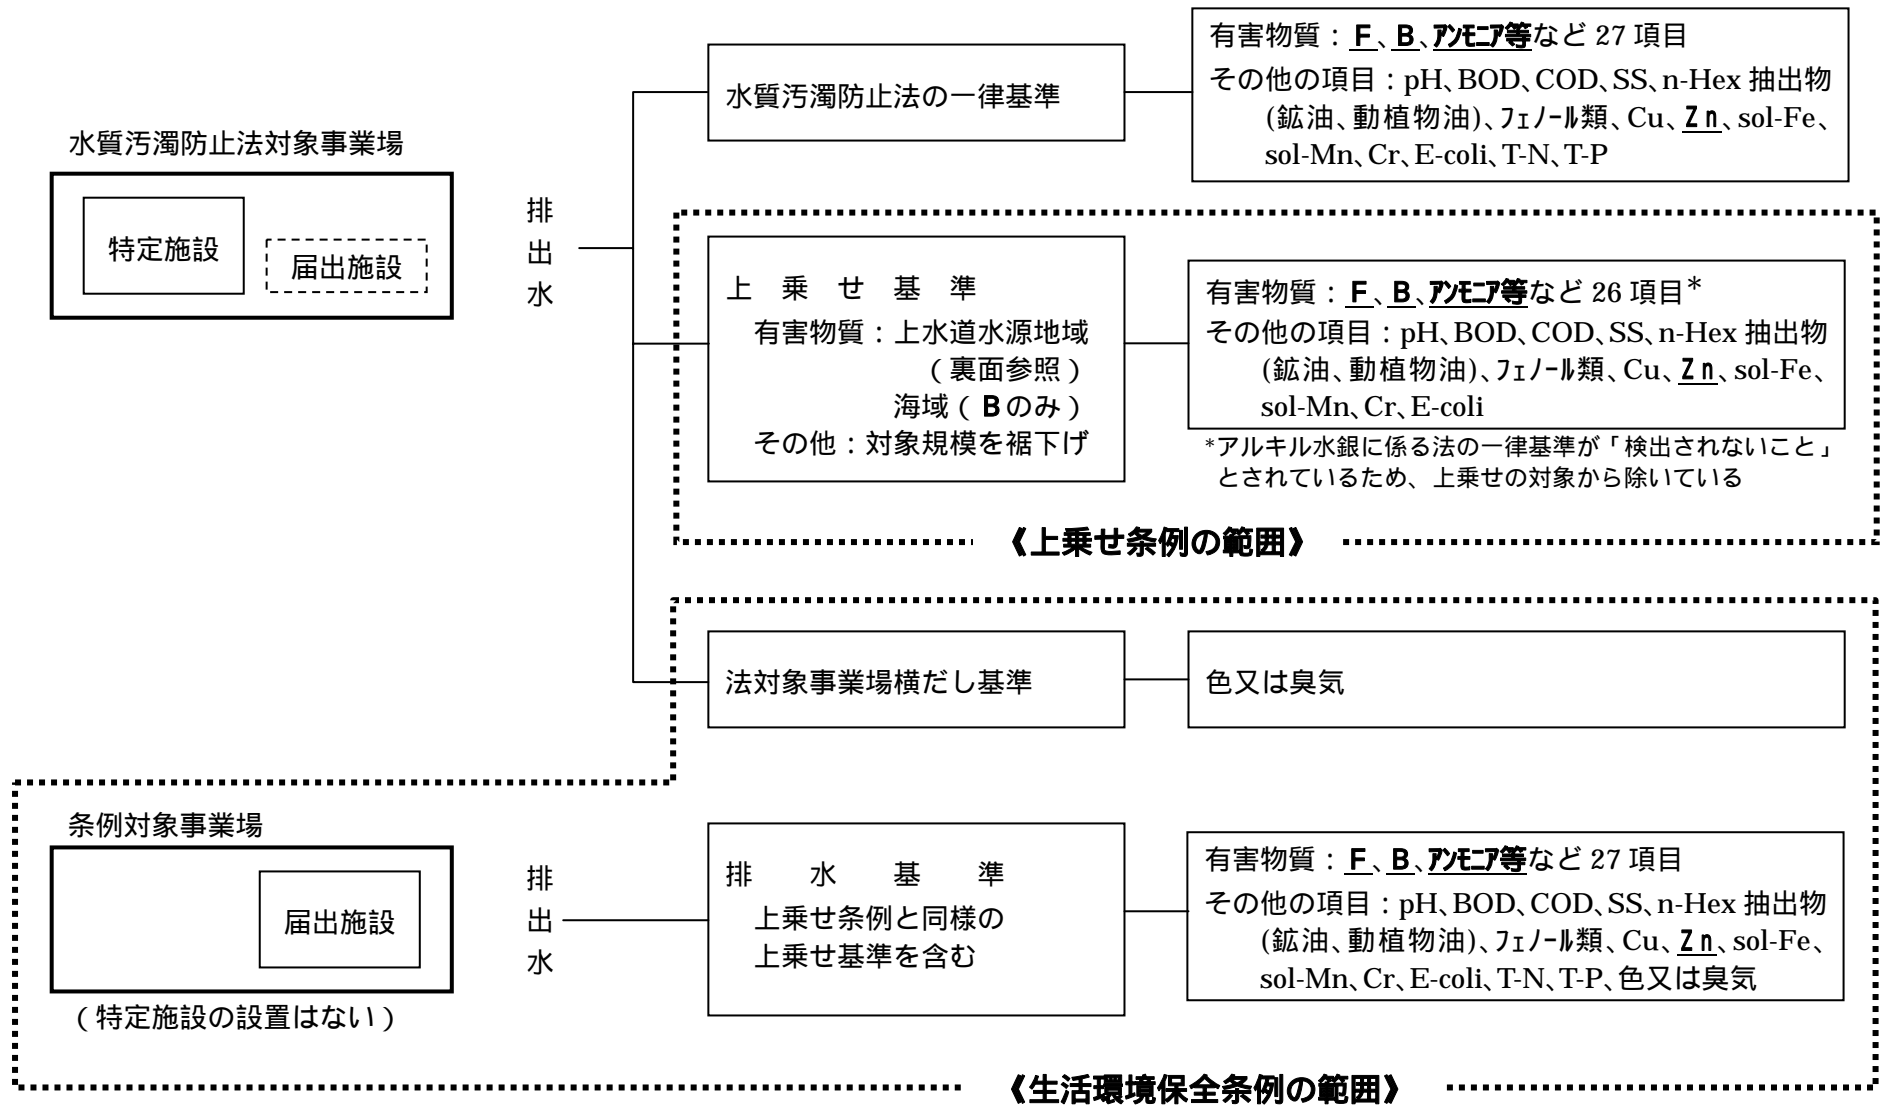 水質汚濁防止法対象事業場
特定施設
届出施設
排
出
水
水質汚濁防止法の一律基準
有害物質：F、B、ｱﾝﾓﾆｱ等など 27 項目
その他の項目：pH、BOD、COD、SS、n-Hex 抽出物
(鉱油、動植物油)、ﾌｪﾉｰﾙ類、Cu、Ｚｎ、sol-Fe、
sol-Mn、Cr、E-coli、T-N、T-P
上　乗　せ　基　準
有害物質：上水道水源地域
（裏面参照）
海域（Bのみ）
その他：対象規模を裾下げ
有害物質：F、B、ｱﾝﾓﾆｱ等など 26 項目*
その他の項目：pH、BOD、COD、SS、n-Hex 抽出物
(鉱油、動植物油)、ﾌｪﾉｰﾙ類、Cu、Ｚｎ、sol-Fe、
sol-Mn、Cr、E-coli
*アルキル水銀に係る法の一律基準が「検出されないこと」
とされているため、上乗せの対象から除いている
《上乗せ条例の範囲》
法対象事業場横だし基準
色又は臭気
条例対象事業場
届出施設
（特定施設の設置はない）
排
出
水
排　水　基　準
上乗せ条例と同様の
上乗せ基準を含む
有害物質：F、B、ｱﾝﾓﾆｱ等など 27 項目
その他の項目：pH、BOD、COD、SS、n-Hex 抽出物
(鉱油、動植物油)、ﾌｪﾉｰﾙ類、Cu、Ｚｎ、sol-Fe、
sol-Mn、Cr、E-coli、T-N、T-P、色又は臭気
《生活環境保全条例の範囲》